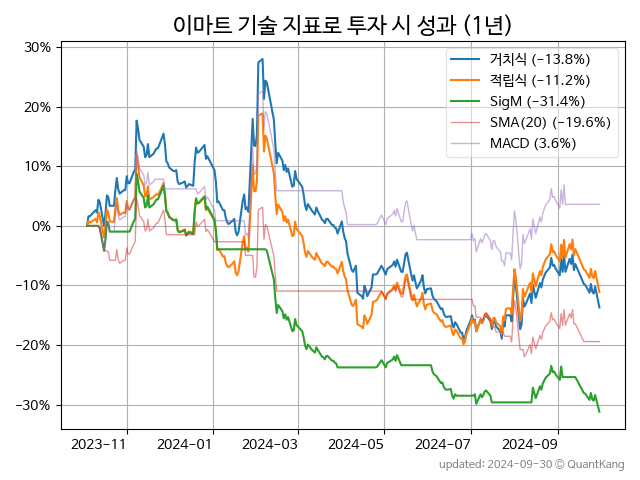 이마트 기술 지표로 투자 시 성과 (1년)
거치식 (−13.8%)
적립식 (−11.2%)
SigM (−31.4%)
SMA(20) (−19.6%)
MACD (3.6%)
30%
20%
10%
0%
−10%
−20%
−30%
2023-11 2024-01 2024-03 2024-05 2024-07 2024-09
updated: 2024-09-30 © QuantKang